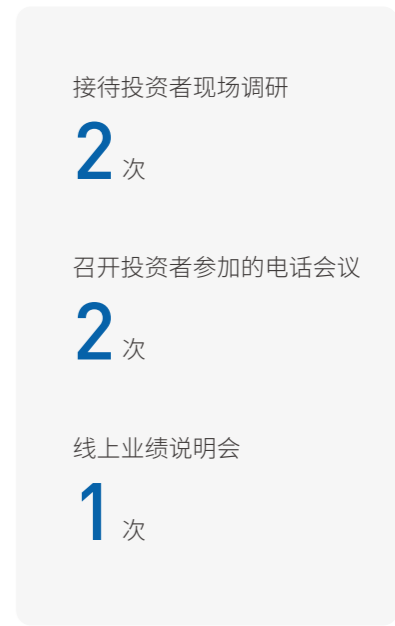 接待投资者现场调研
2 次
召开投资者参加的电话会议
2 次
线上业绩说明会
1 次